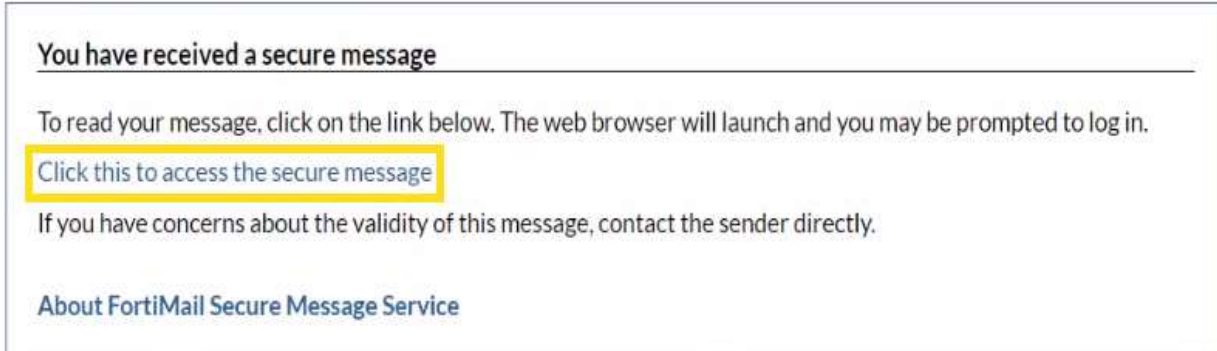 You have received a secure message
To read your message, click on the link below. The web browser will launch and you may be prompted to log in.
Click this to access the secure message
If you have concerns about the validity of this message, contact the sender directly.
About FortiMail Secure Message Service